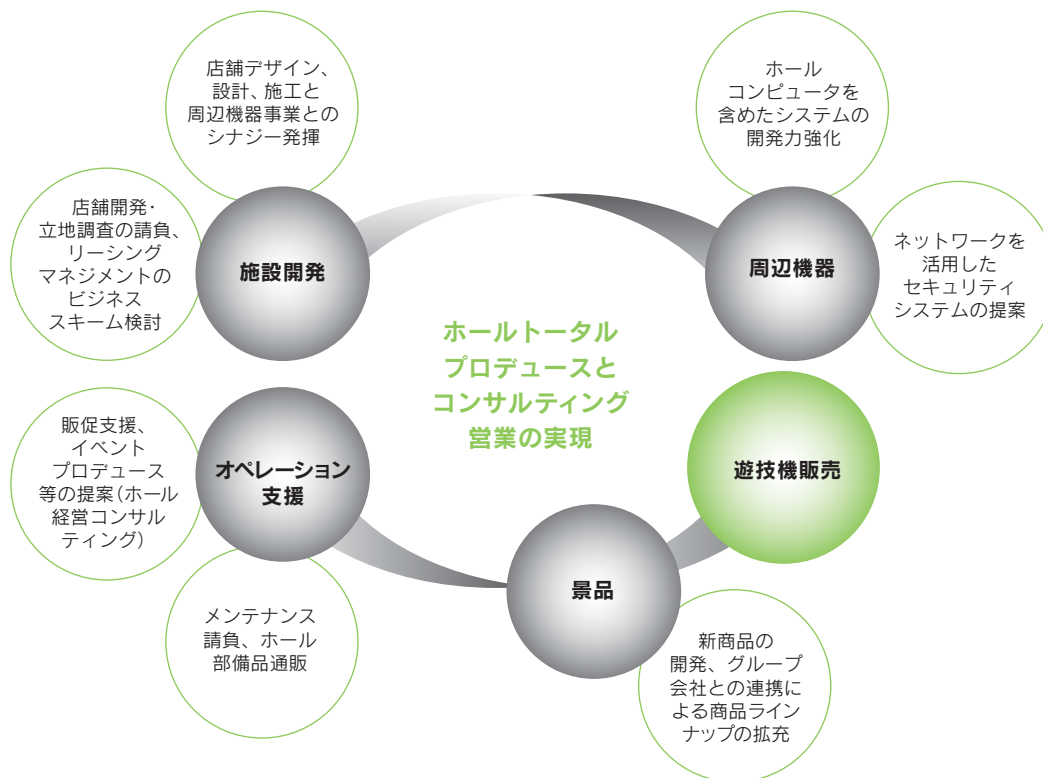 店舗デザイン、
設計、施工と
周辺機器事業との
シナジー発揮
ホール
コンピュータを
含めたシステムの
開発力強化
店舗開発・
立地調査の請負、
リーシング
マネジメントの
ビジネス
スキーム検討
施設開発
周辺機器
ネットワークを
活用した
セキュリティ
システムの提案
ホールトータル
プロデュースと
コンサルティング
営業の実現
販促支援、
イベント
プロデュース
等の提案(ホール
経営コンサル
ティング)
オペレーション
支援
遊技機販売
景品
メンテナンス
請負、ホール
部備品通販
新商品の
開発、グループ
会社との連携に
よる商品ライン
ナップの拡充